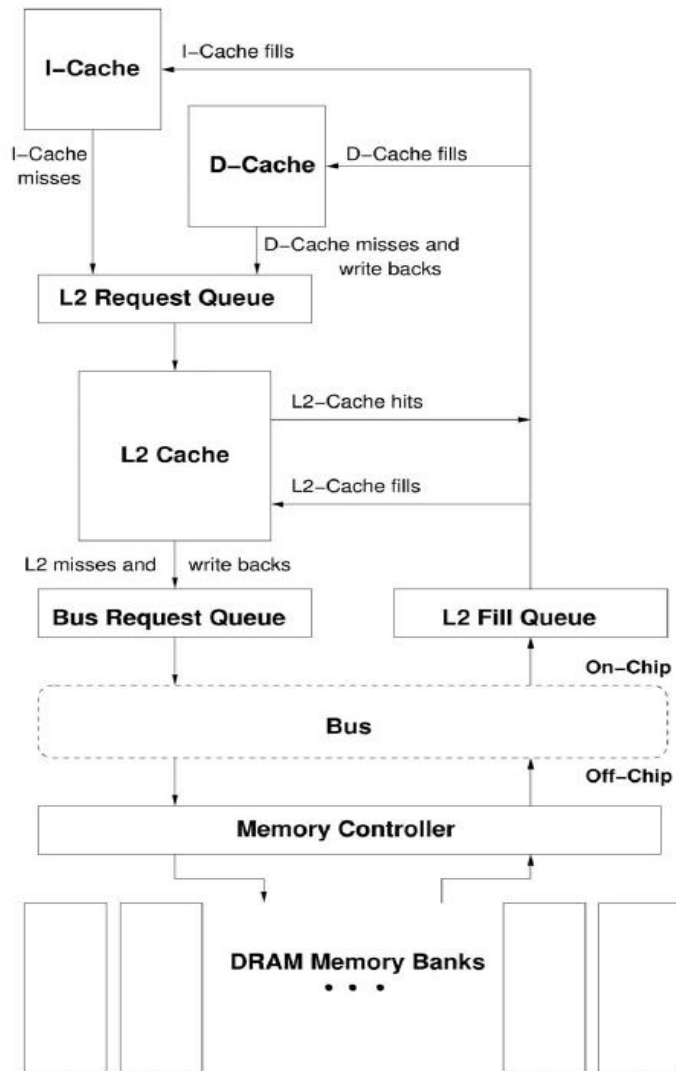 I-Cache fills
I-Cache
I-Cache
misses
D-Cache
D-Cache fills
D-Cache misses and
write backs
L2 Request Queue
L2-Cache hits
L2 Cache
L2-Cache fills
L2 misses and write backs
Bus Request Queue
L2 Fill Queue
On-Chip
Bus
Off-Chip
Memory Controller
DRAM Memory Banks
• • •